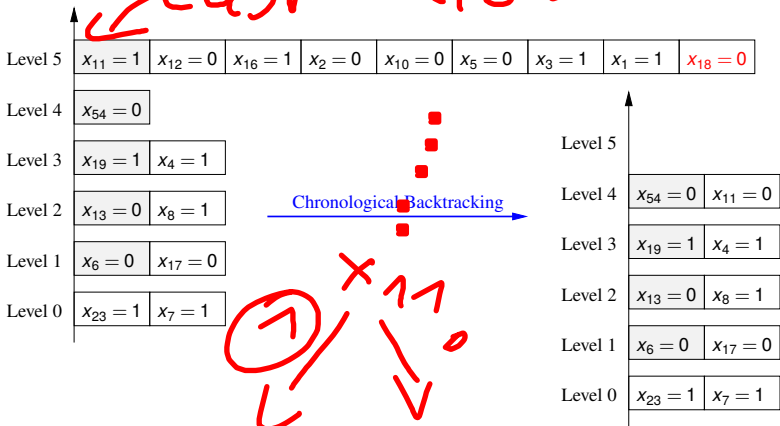 Level 5 x₁₁ = 1 x₁₂ = 0 x₁₆ = 1 x₂ = 0 x₁₀ = 0 x₅ = 0 x₃ = 1 x₁ = 1 x₁₈ = 0
Level 4 x₅₄ = 0
Level 3 x₁₉ = 1 x₄ = 1
Level 2 x₁₃ = 0 x₈ = 1
Level 1 x₆ = 0 x₁₇ = 0
Level 0 x₂₃ = 1 x₇ = 1
Chronological Backtracking
x₁₁
1 0
Level 5
Level 4 x₅₄ = 0 x₁₁ = 0
Level 3 x₁₉ = 1 x₄ = 1
Level 2 x₁₃ = 0 x₈ = 1
Level 1 x₆ = 0 x₁₇ = 0
Level 0 x₂₃ = 1 x₇ = 1